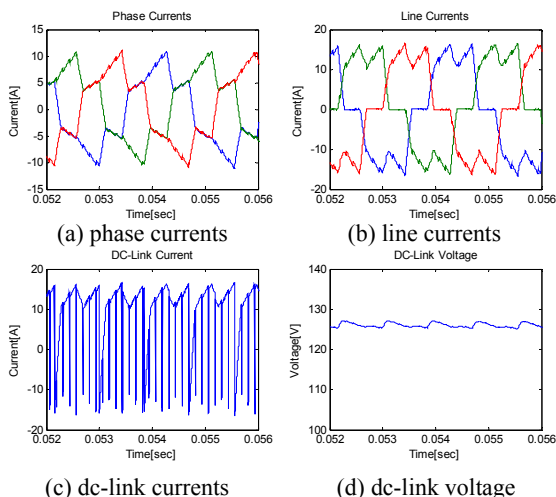 Phase Currents
15
10
5
0
-5
-10
-15
0.052 0.053 0.054 0.055 0.056
Current[A]
Time[sec]
(a) phase currents
Line Currents
20
10
0
-10
-20
0.052 0.053 0.054 0.055 0.056
Current[A]
Time[sec]
(b) line currents
DC-Link Current
20
10
0
-10
-20
0.052 0.053 0.054 0.055 0.056
Current[A]
Time[sec]
(c) dc-link currents
DC-Link Voltage
140
130
120
110
100
0.052 0.053 0.054 0.055 0.056
Voltage[V]
Time[sec]
(d) dc-link voltage